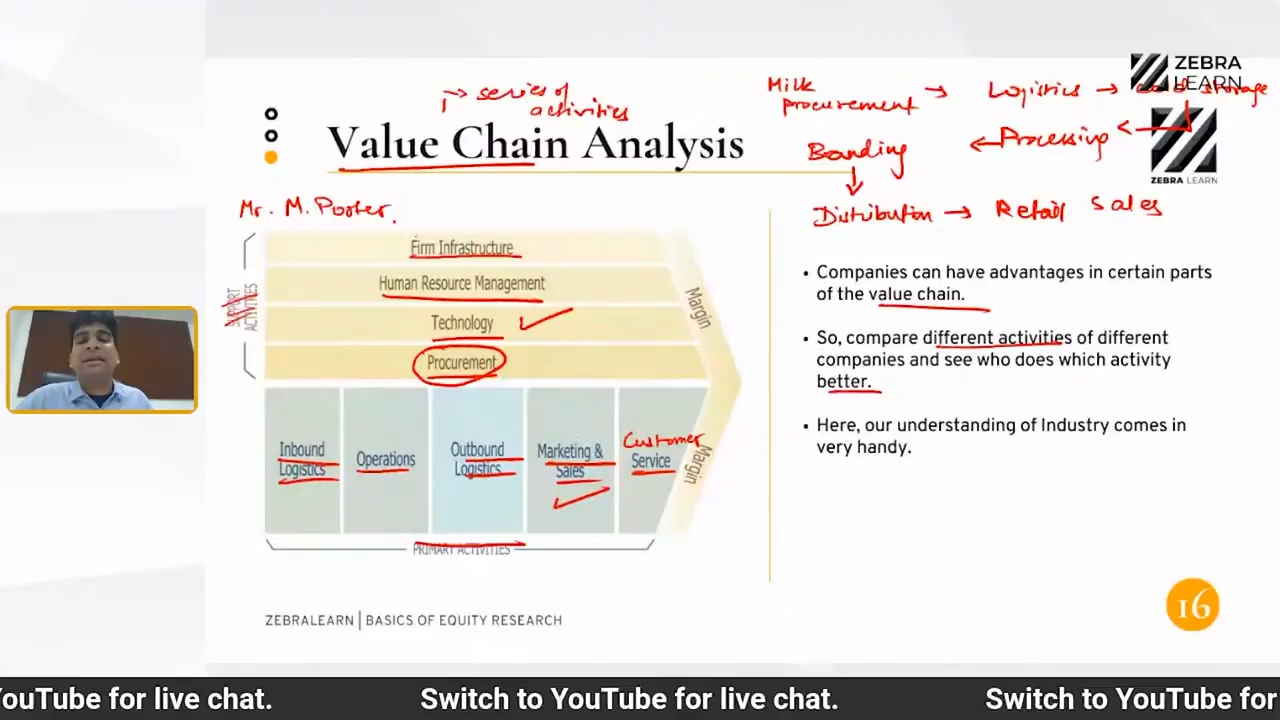 ZEBRA
LEARN
ZEBRA LEARN
series of
activities
Value Chain Analysis
Milk
procurement → Logistics → cold storage
Processing
Branding
Distribution → Retail Sales
Mr. M. Porter.
SUPPORT
ACTIVITIES
Firm Infrastructure
Human Resource Management
Technology
Procurement
Margin
Inbound
Logistics
Operations
Outbound
Logistics
Marketing &
Sales
Customer
Service
Margin
PRIMARY ACTIVITIES
• Companies can have advantages in certain parts
of the value chain.
• So, compare different activities of different
companies and see who does which activity
better.
• Here, our understanding of Industry comes in
very handy.
ZEBRALEARN | BASICS OF EQUITY RESEARCH
16
YouTube for live chat.
Switch to YouTube for live chat.
Switch to YouTube for